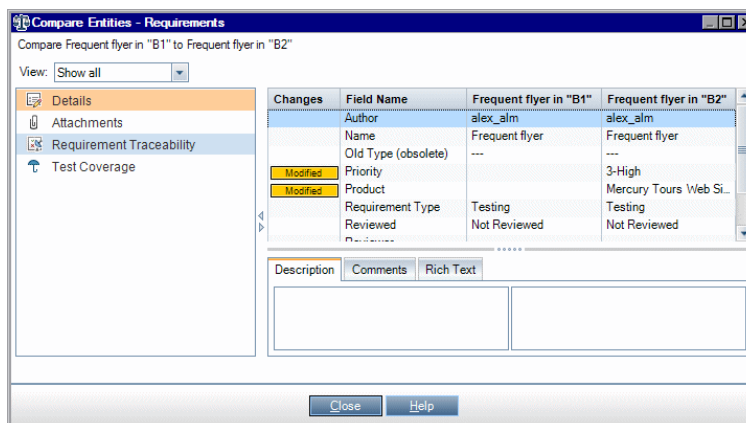 Compare Entities - Requirements
Compare Frequent flyer in "B1" to Frequent flyer in "B2"
View: Show all
Details
Attachments
Requirement Traceability
Test Coverage
Changes Field Name Frequent flyer in "B1" Frequent flyer in "B2"
Author alex_alm alex_alm
Name Frequent flyer Frequent flyer
Old Type (obsolete) --- ---
Modified Priority 3-High
Modified Product Mercury Tours Web Si...
Requirement Type Testing Testing
Reviewed Not Reviewed Not Reviewed
Description Comments Rich Text
Close Help